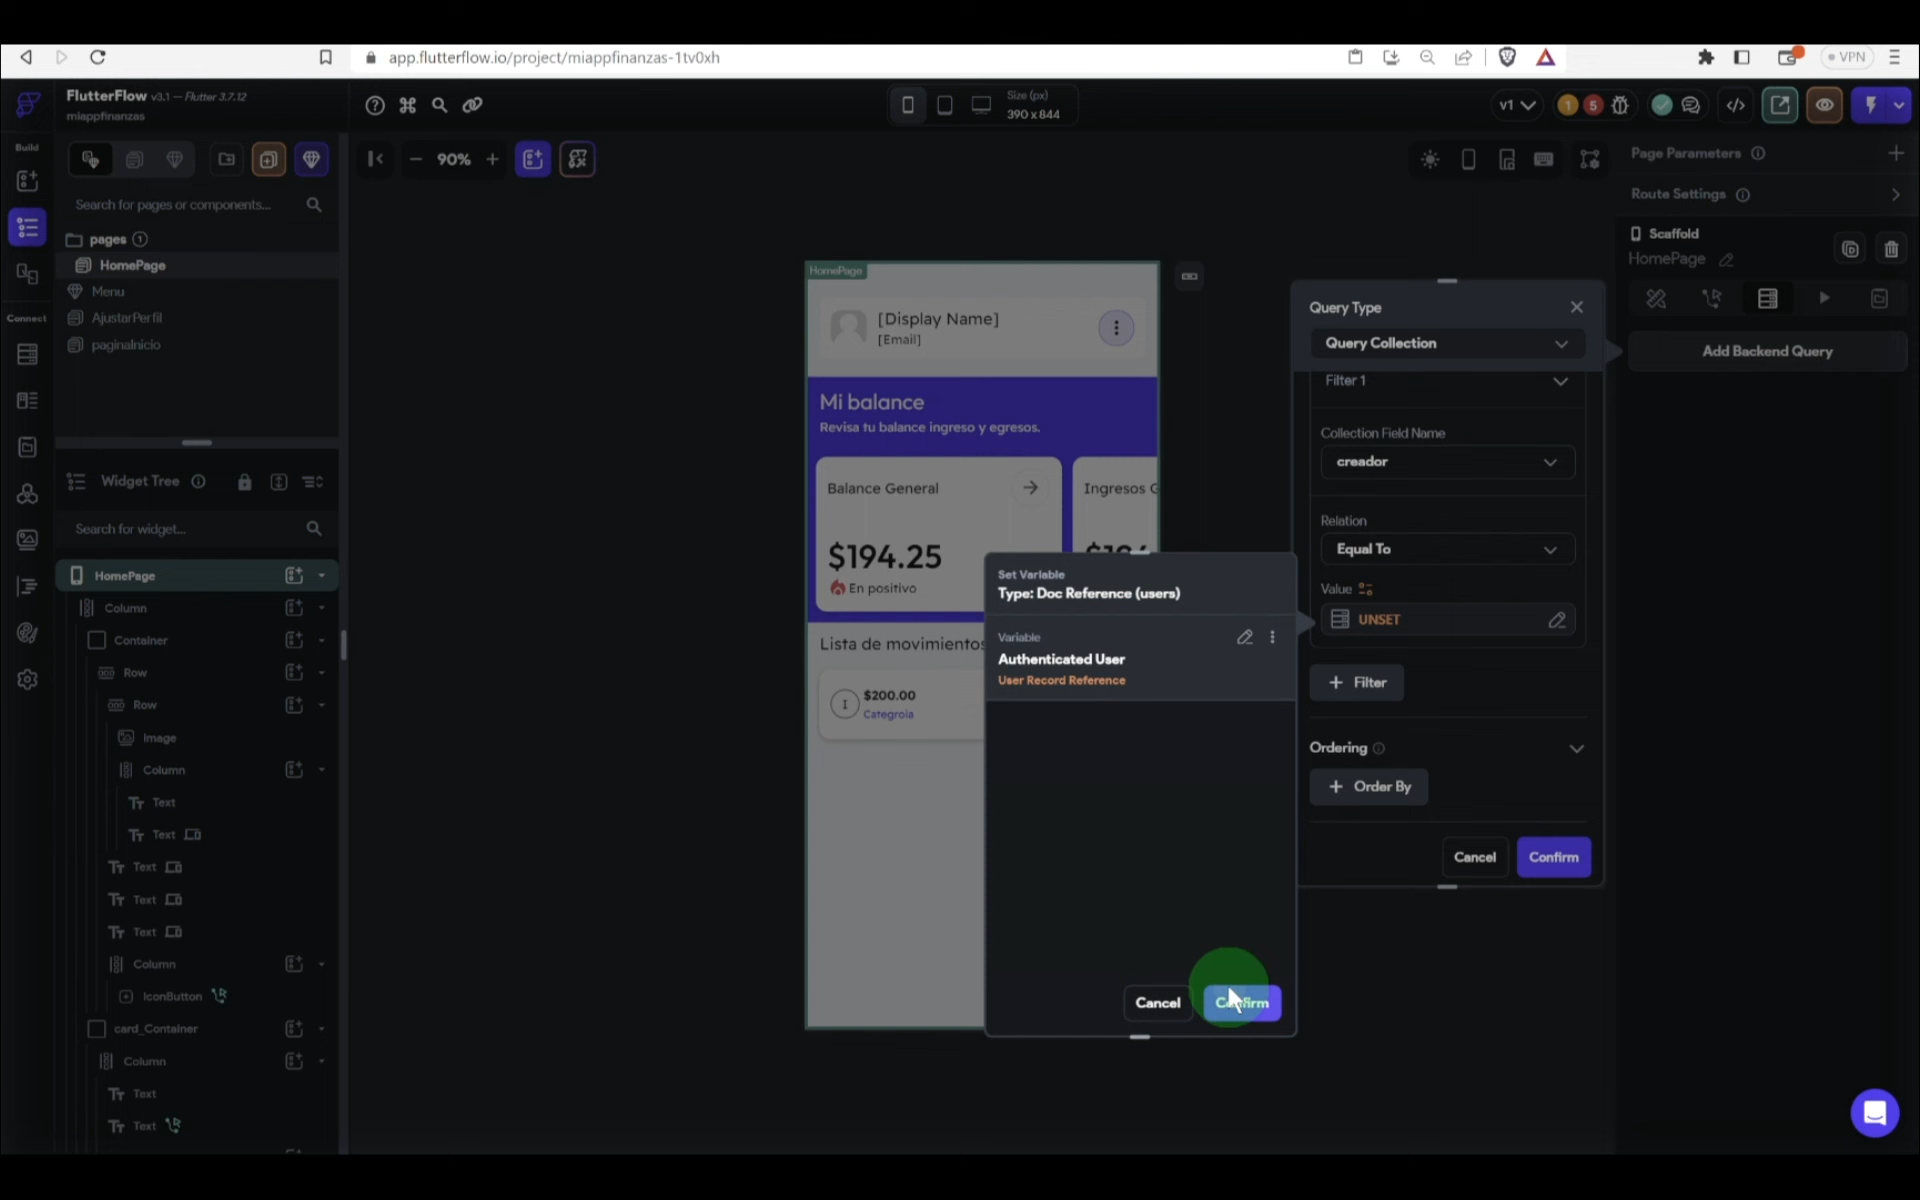 app.flutterflow.io/project/miappfinanzas-1tv0xh
VPN
FlutterFlow v3.1 — Flutter 3.7.12
miappfinanzas
Size (px)
390 x 844
v1
1
5
Build
90%
Page Parameters
Search for pages or components...
Route Settings
pages 1
HomePage
Menu
AjustarPerfil
paginaInicio
Connect
Scaffold
HomePage
Add Backend Query
Widget Tree
Search for widget...
HomePage
Column
Container
Row
Row
Image
Column
Text
Text
Text
Text
Text
Column
IconButton
card_Container
Column
Text
Text
HomePage
[Display Name]
[Email]
Mi balance
Revisa tu balance ingreso y egresos.
Balance General
Ingresos G
$194.25
En positivo
Lista de movimientos
I
$200.00
Categroia
Set Variable
Type: Doc Reference (users)
Variable
Authenticated User
User Record Reference
Cancel
Confirm
Query Type
Query Collection
Filter 1
Collection Field Name
creador
Relation
Equal To
Value
UNSET
+ Filter
Ordering
+ Order By
Cancel
Confirm